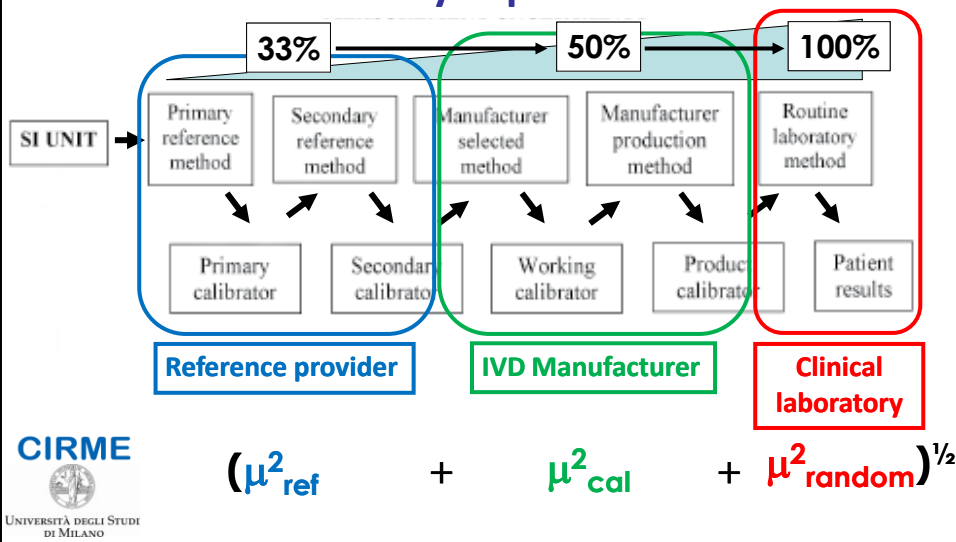 33%
50%
100%
SI UNIT
Primary
reference
method
Secondary
reference
method
Manufacturer
selected
method
Manufacturer
production
method
Routine
laboratory
method
Primary
calibrator
Secondary
calibrator
Working
calibrator
Product
calibrator
Patient
results
Reference provider
IVD Manufacturer
Clinical
laboratory
CIRME
UNIVERSITÀ DEGLI STUDI
DI MILANO
(μ²ref + μ²cal + μ²random)½